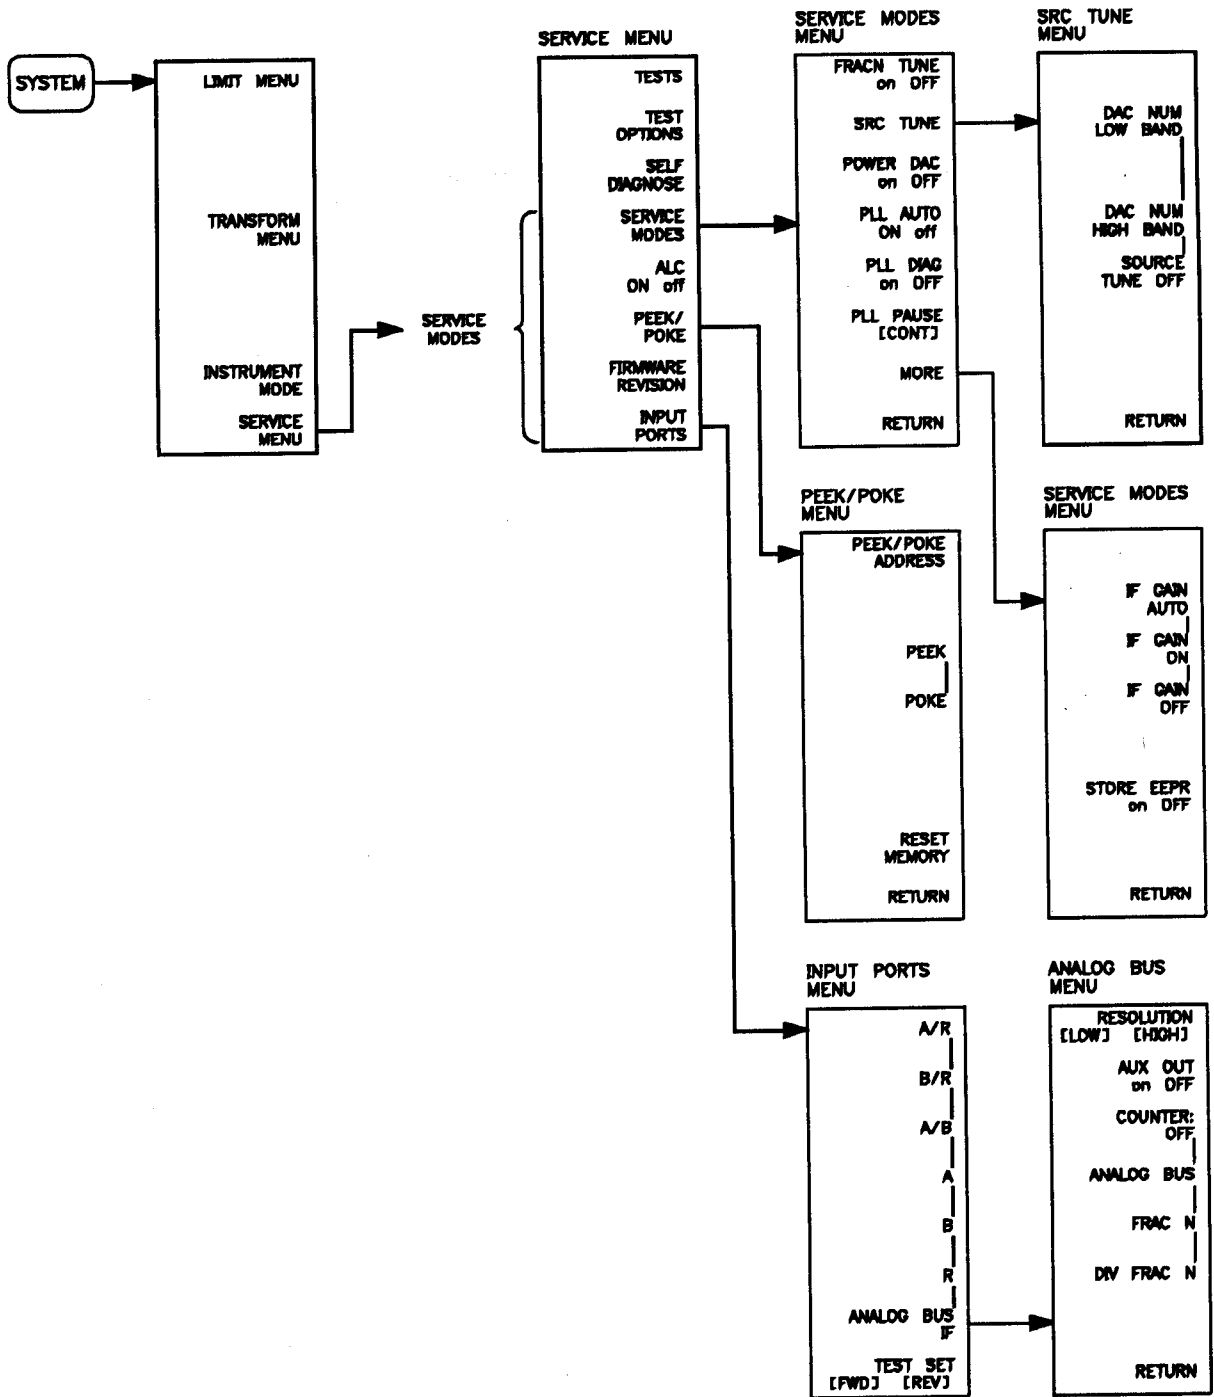 SYSTEM
LIMIT MENU
TRANSFORM
MENU
INSTRUMENT
MODE
SERVICE
MENU
SERVICE
MODES
SERVICE MENU
TESTS
TEST
OPTIONS
SELF
DIAGNOSE
SERVICE
MODES
ALC
ON off
PEEK/
POKE
FIRMWARE
REVISION
INPUT
PORTS
SERVICE MODES
MENU
FRACN TUNE
on OFF
SRC TUNE
POWER DAC
on OFF
PLL AUTO
ON off
PLL DIAG
on OFF
PLL PAUSE
[CONT]
MORE
RETURN
SRC TUNE
MENU
DAC NUM
LOW BAND
DAC NUM
HIGH BAND
SOURCE
TUNE OFF
RETURN
PEEK/POKE
MENU
PEEK/POKE
ADDRESS
PEEK
POKE
RESET
MEMORY
RETURN
SERVICE MODES
MENU
IF GAIN
AUTO
IF GAIN
ON
IF GAIN
OFF
STORE EEPR
on OFF
RETURN
INPUT PORTS
MENU
A/R
B/R
A/B
A
B
R
ANALOG BUS
IF
TEST SET
[FWD] [REV]
ANALOG BUS
MENU
RESOLUTION
[LOW] [HIGH]
AUX OUT
on OFF
COUNTER:
OFF
ANALOG BUS
FRAC N
DIV FRAC N
RETURN